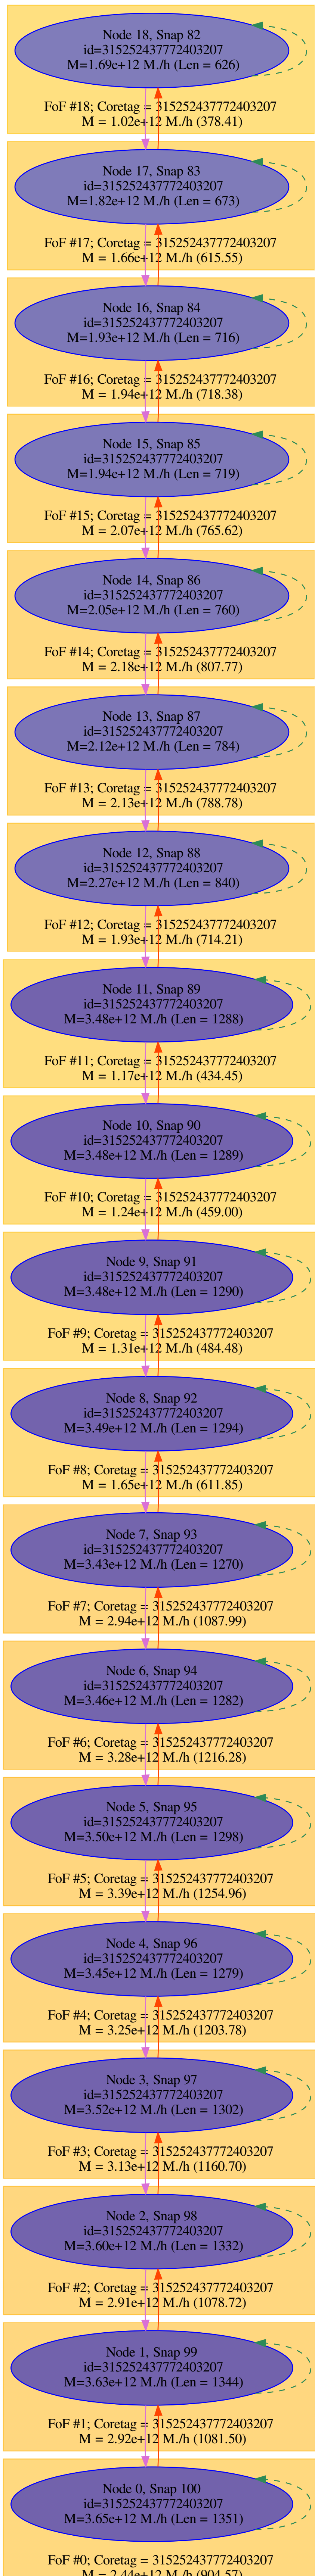 Node 18, Snap 82
id=315252437772403207
M=1.69e+12 M./h (Len = 626)
FoF #18; Coretag = 315252437772403207
M = 1.02e+12 M./h (378.41)
Node 17, Snap 83
id=315252437772403207
M=1.82e+12 M./h (Len = 673)
FoF #17; Coretag = 315252437772403207
M = 1.66e+12 M./h (615.55)
Node 16, Snap 84
id=315252437772403207
M=1.93e+12 M./h (Len = 716)
FoF #16; Coretag = 315252437772403207
M = 1.94e+12 M./h (718.38)
Node 15, Snap 85
id=315252437772403207
M=1.94e+12 M./h (Len = 719)
FoF #15; Coretag = 315252437772403207
M = 2.07e+12 M./h (765.62)
Node 14, Snap 86
id=315252437772403207
M=2.05e+12 M./h (Len = 760)
FoF #14; Coretag = 315252437772403207
M = 2.18e+12 M./h (807.77)
Node 13, Snap 87
id=315252437772403207
M=2.12e+12 M./h (Len = 784)
FoF #13; Coretag = 315252437772403207
M = 2.13e+12 M./h (788.78)
Node 12, Snap 88
id=315252437772403207
M=2.27e+12 M./h (Len = 840)
FoF #12; Coretag = 315252437772403207
M = 1.93e+12 M./h (714.21)
Node 11, Snap 89
id=315252437772403207
M=3.48e+12 M./h (Len = 1288)
FoF #11; Coretag = 315252437772403207
M = 1.17e+12 M./h (434.45)
Node 10, Snap 90
id=315252437772403207
M=3.48e+12 M./h (Len = 1289)
FoF #10; Coretag = 315252437772403207
M = 1.24e+12 M./h (459.00)
Node 9, Snap 91
id=315252437772403207
M=3.48e+12 M./h (Len = 1290)
FoF #9; Coretag = 315252437772403207
M = 1.31e+12 M./h (484.48)
Node 8, Snap 92
id=315252437772403207
M=3.49e+12 M./h (Len = 1294)
FoF #8; Coretag = 315252437772403207
M = 1.65e+12 M./h (611.85)
Node 7, Snap 93
id=315252437772403207
M=3.43e+12 M./h (Len = 1270)
FoF #7; Coretag = 315252437772403207
M = 2.94e+12 M./h (1087.99)
Node 6, Snap 94
id=315252437772403207
M=3.46e+12 M./h (Len = 1282)
FoF #6; Coretag = 315252437772403207
M = 3.28e+12 M./h (1216.28)
Node 5, Snap 95
id=315252437772403207
M=3.50e+12 M./h (Len = 1298)
FoF #5; Coretag = 315252437772403207
M = 3.39e+12 M./h (1254.96)
Node 4, Snap 96
id=315252437772403207
M=3.45e+12 M./h (Len = 1279)
FoF #4; Coretag = 315252437772403207
M = 3.25e+12 M./h (1203.78)
Node 3, Snap 97
id=315252437772403207
M=3.52e+12 M./h (Len = 1302)
FoF #3; Coretag = 315252437772403207
M = 3.13e+12 M./h (1160.70)
Node 2, Snap 98
id=315252437772403207
M=3.60e+12 M./h (Len = 1332)
FoF #2; Coretag = 315252437772403207
M = 2.91e+12 M./h (1078.72)
Node 1, Snap 99
id=315252437772403207
M=3.63e+12 M./h (Len = 1344)
FoF #1; Coretag = 315252437772403207
M = 2.92e+12 M./h (1081.50)
Node 0, Snap 100
id=315252437772403207
M=3.65e+12 M./h (Len = 1351)
FoF #0; Coretag = 315252437772403207
M = 2.44e+12 M./h (904.57)